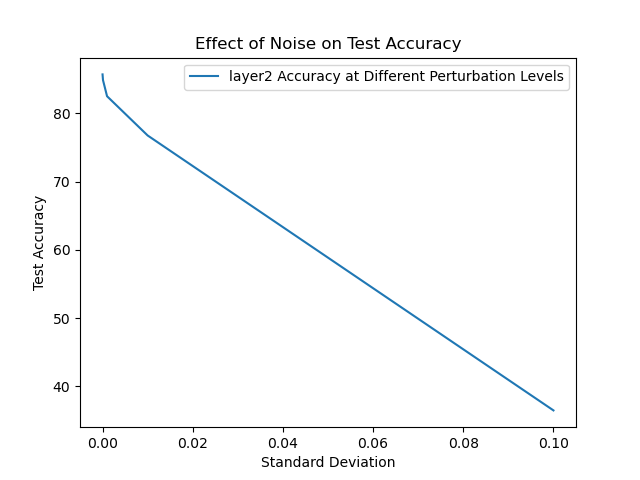 Effect of Noise on Test Accuracy
layer2 Accuracy at Different Perturbation Levels
Test Accuracy
80
70
60
50
40
0.00 0.02 0.04 0.06 0.08 0.10
Standard Deviation